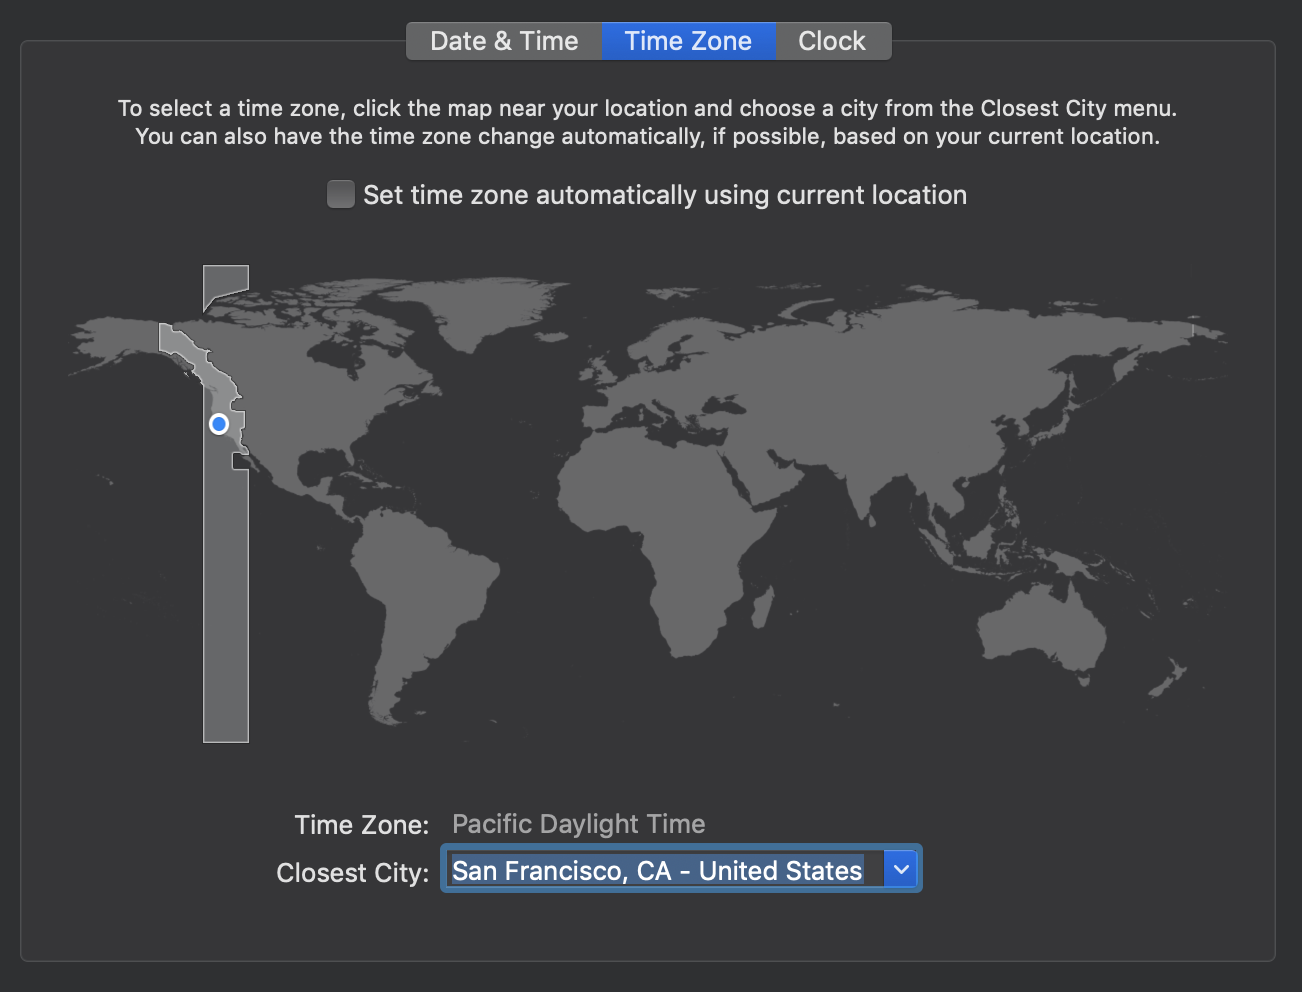 Date & Time Time Zone Clock
To select a time zone, click the map near your location and choose a city from the Closest City menu.
You can also have the time zone change automatically, if possible, based on your current location.
Set time zone automatically using current location
Time Zone: Pacific Daylight Time
Closest City: San Francisco, CA - United States